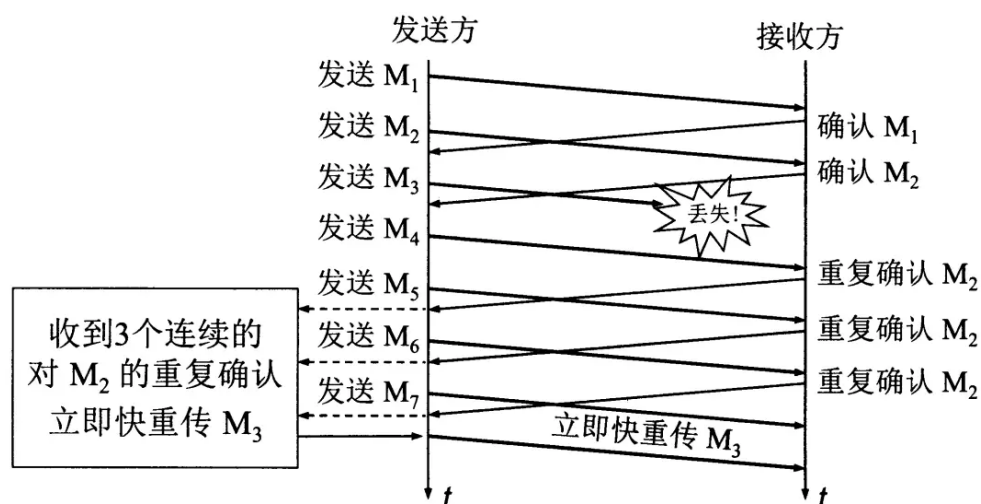 发送方
接收方
发送 M₁
确认 M₁
发送 M₂
确认 M₂
发送 M₃
丢失!
发送 M₄
重复确认 M₂
发送 M₅
重复确认 M₂
发送 M₆
重复确认 M₂
发送 M₇
收到3个连续的
对 M₂ 的重复确认
立即快重传 M₃
立即快重传 M₃
t
t